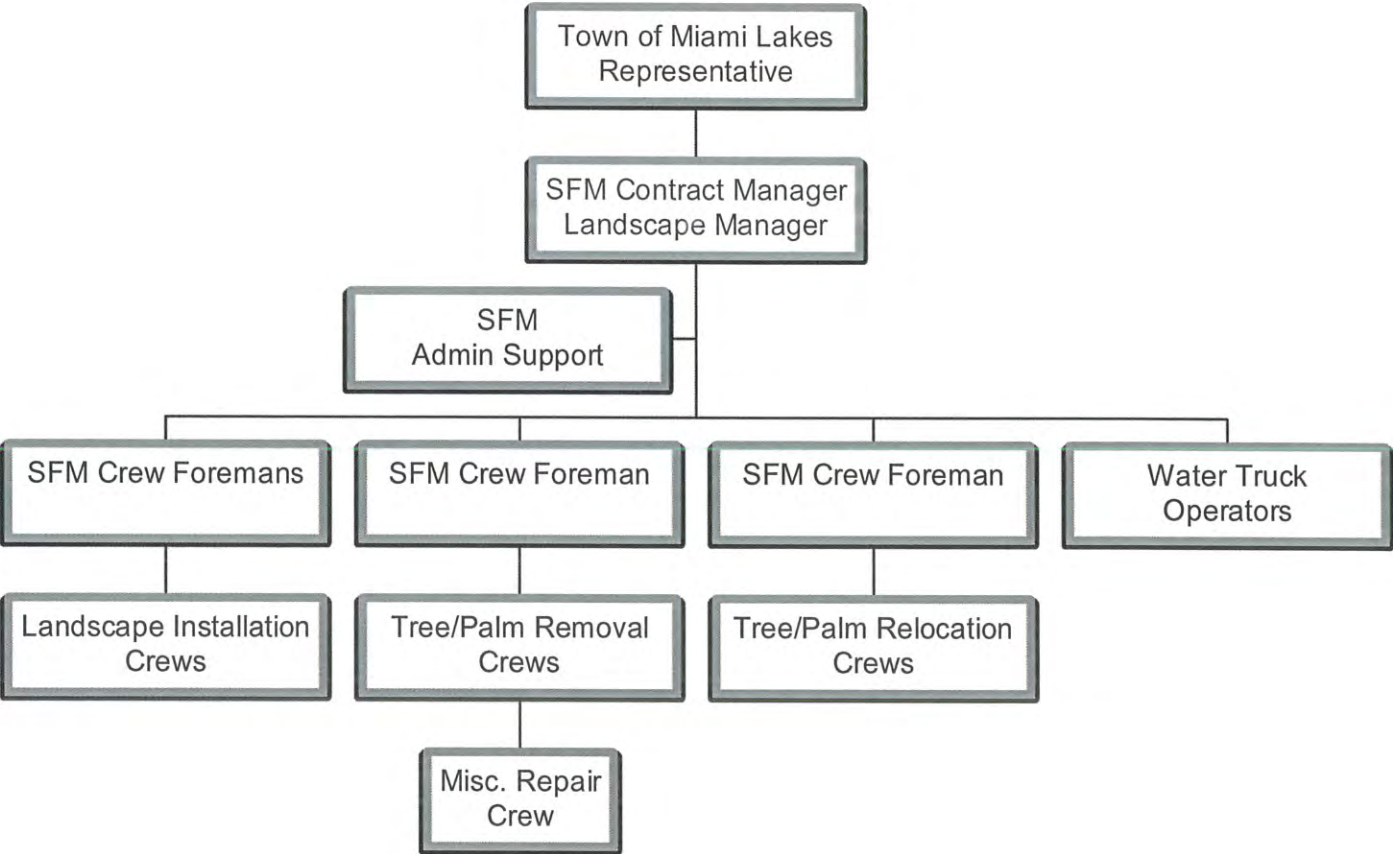 Town of Miami Lakes
Representative
SFM Contract Manager
Landscape Manager
SFM
Admin Support
SFM Crew Foremans
SFM Crew Foreman
SFM Crew Foreman
Water Truck
Operators
Landscape Installation
Crews
Tree/Palm Removal
Crews
Tree/Palm Relocation
Crews
Misc. Repair
Crew